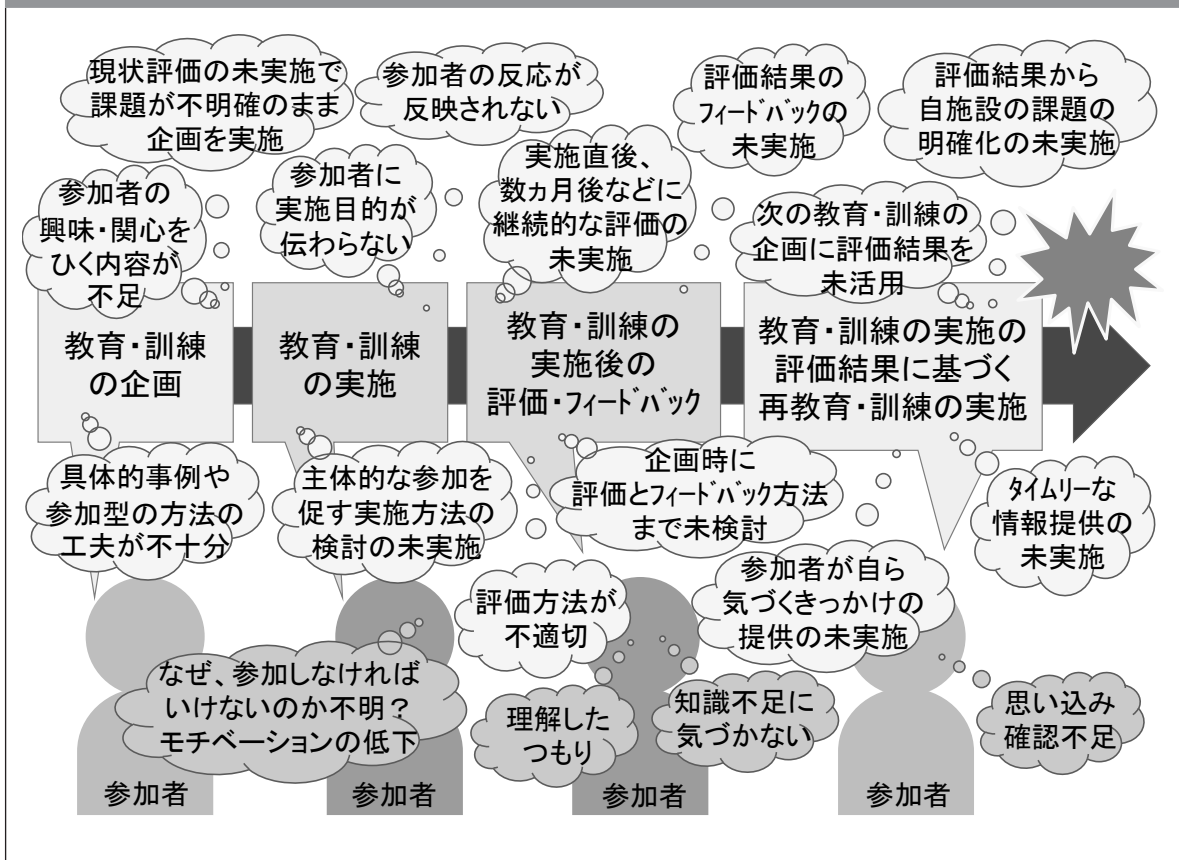 現状評価の未実施で
課題が不明確のまま
企画を実施
参加者の反応が
反映されない
評価結果の
フィードバックの
未実施
評価結果から
自施設の課題の
明確化の未実施
参加者の
興味・関心を
ひく内容が
不足
参加者に
実施目的が
伝わらない
実施直後、
数ヵ月後などに
継続的な評価の
未実施
次の教育・訓練の
企画に評価結果を
未活用
教育・訓練
の企画
教育・訓練
の実施
教育・訓練の
実施後の
評価・フィードバック
教育・訓練の実施の
評価結果に基づく
再教育・訓練の実施
具体的事例や
参加型の方法の
工夫が不十分
主体的な参加を
促す実施方法の
検討の未実施
企画時に
評価とフィードバック方法
まで未検討
タイムリーな
情報提供の
未実施
評価方法が
不適切
参加者が自ら
気づくきっかけの
提供の未実施
なぜ、参加しなければ
いけないのか不明？
モチベーションの低下
理解した
つもり
知識不足に
気づかない
思い込み
確認不足
参加者
参加者
参加者
参加者